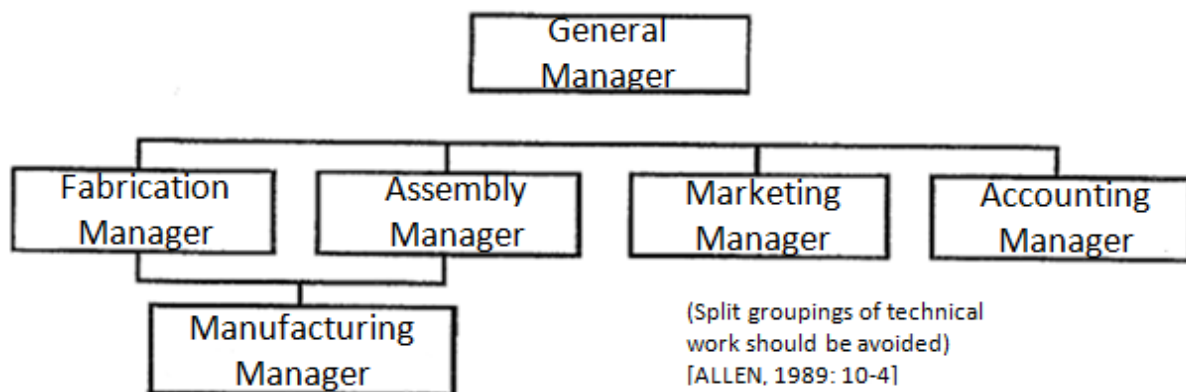 General
Manager
Fabrication
Manager
Assembly
Manager
Marketing
Manager
Accounting
Manager
Manufacturing
Manager
(Split groupings of technical
work should be avoided)
[ALLEN, 1989: 10-4]